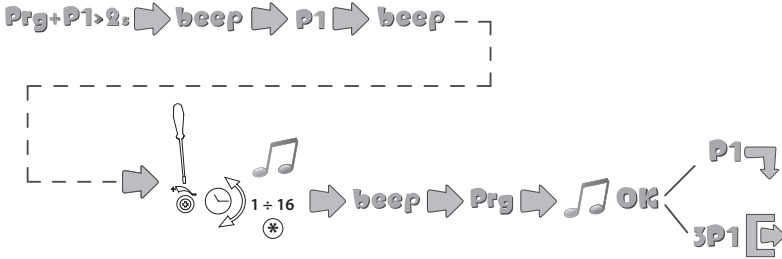 Prg+P1>2s beep P1 beep
P1
1 ÷ 16 beep Prg OK
*
3P1